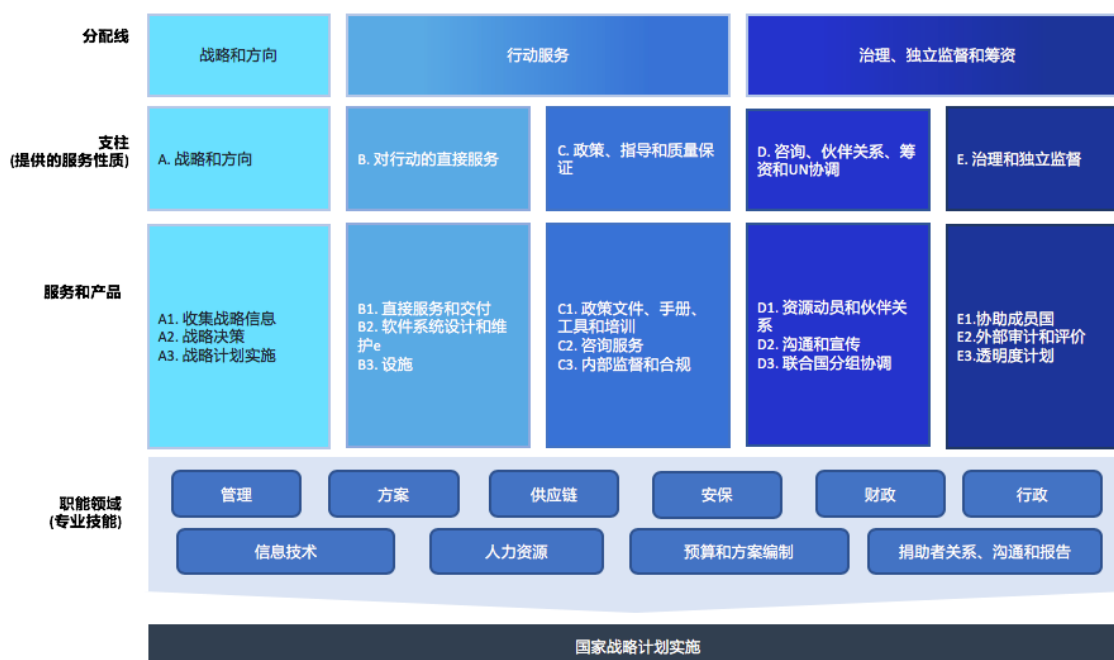 分配线
战略和方向
行动服务
治理、独立监督和筹资
支柱
(提供的服务性质)
A. 战略和方向
B. 对行动的直接服务
C. 政策、指导和质量保
证
D. 咨询、伙伴关系、筹
资和UN协调
E. 治理和独立监督
服务和产品
A1. 收集战略信息
A2. 战略决策
A3. 战略计划实施
B1. 直接服务和交付
B2. 软件系统设计和维
护e
B3. 设施
C1. 政策文件、手册、
工具和培训
C2. 咨询服务
C3. 内部监督和合规
D1. 资源动员和伙伴关
系
D2. 沟通和宣传
D3. 联合国分组协调
E1.协助成员国
E2.外部审计和评价
E3.透明度计划
职能领域
(专业技能)
管理
方案
供应链
安保
财政
行政
信息技术
人力资源
预算和方案编制
捐助者关系、沟通和报告
国家战略计划实施